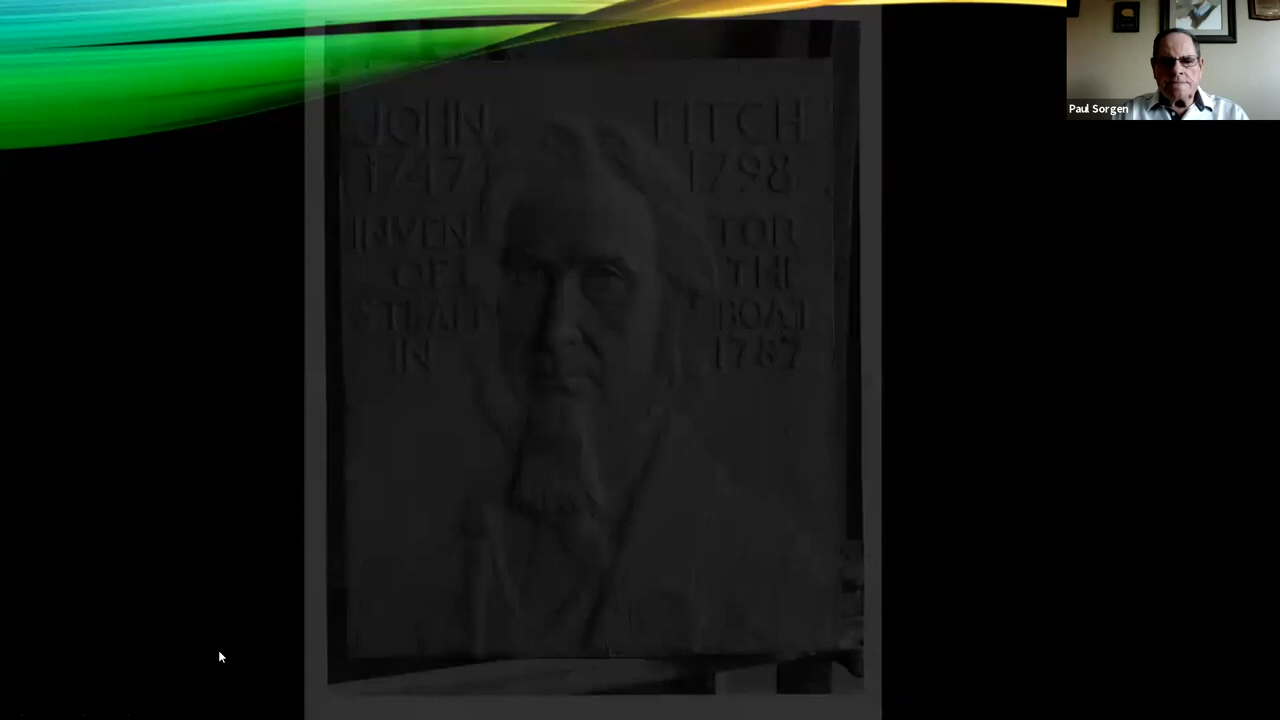 JOHN FITCH
1747 1798
INVEN TOR
OF THE
STEAM BOAT
IN 1787
Paul Sorgen